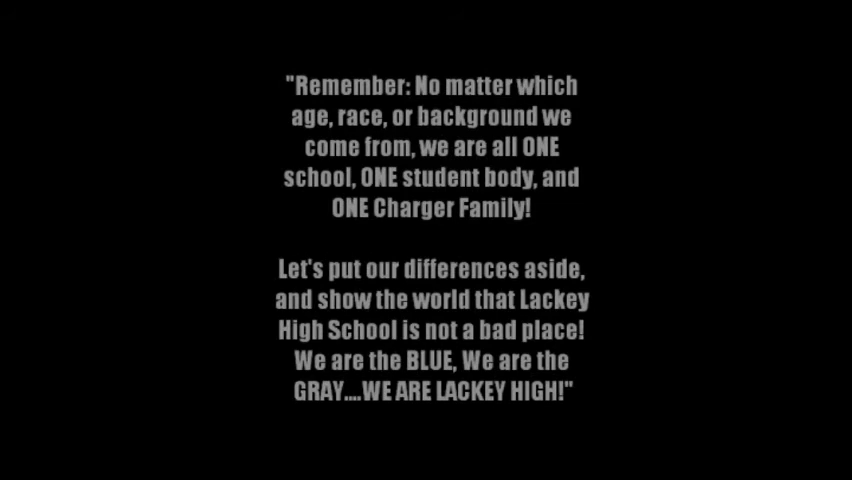 "Remember: No matter which
age, race, or background we
come from, we are all ONE
school, ONE student body, and
ONE Charger Family!
Let's put our differences aside,
and show the world that Lackey
High School is not a bad place!
We are the BLUE, We are the
GRAY....WE ARE LACKEY HIGH!"